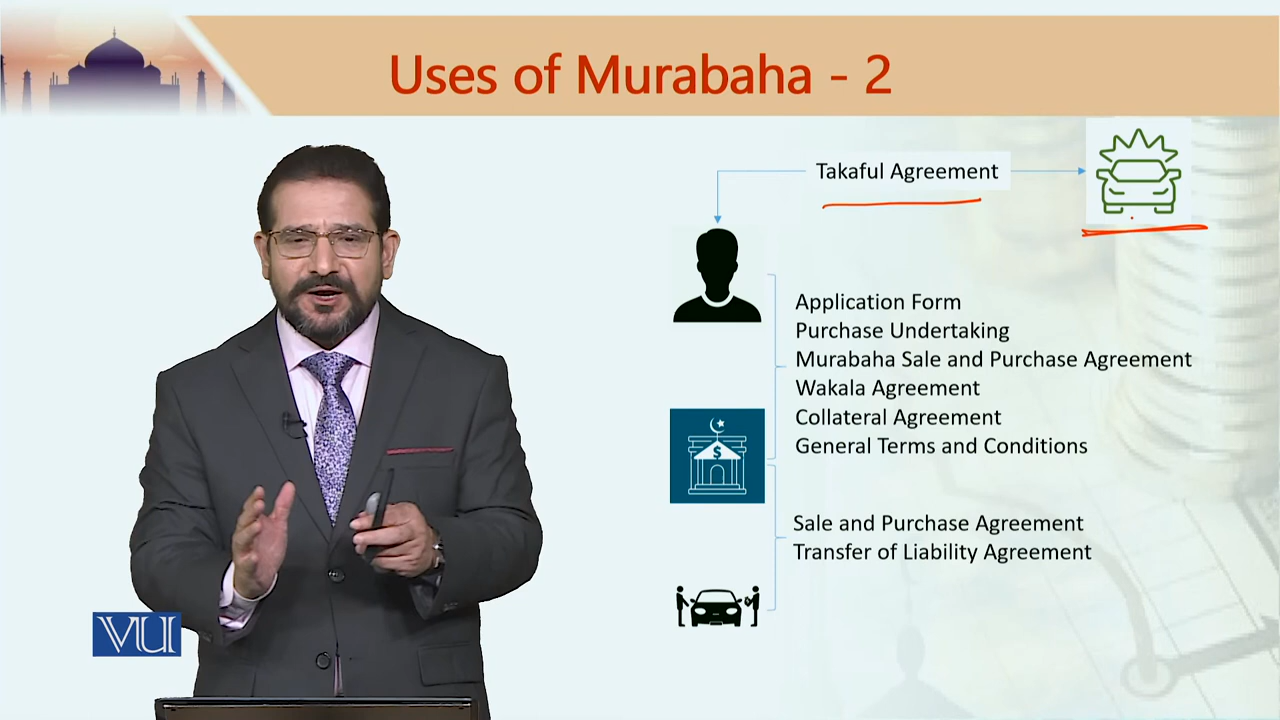 Uses of Murabaha - 2
Takaful Agreement
Application Form
Purchase Undertaking
Murabaha Sale and Purchase Agreement
Wakala Agreement
Collateral Agreement
General Terms and Conditions
$
Sale and Purchase Agreement
Transfer of Liability Agreement
VU